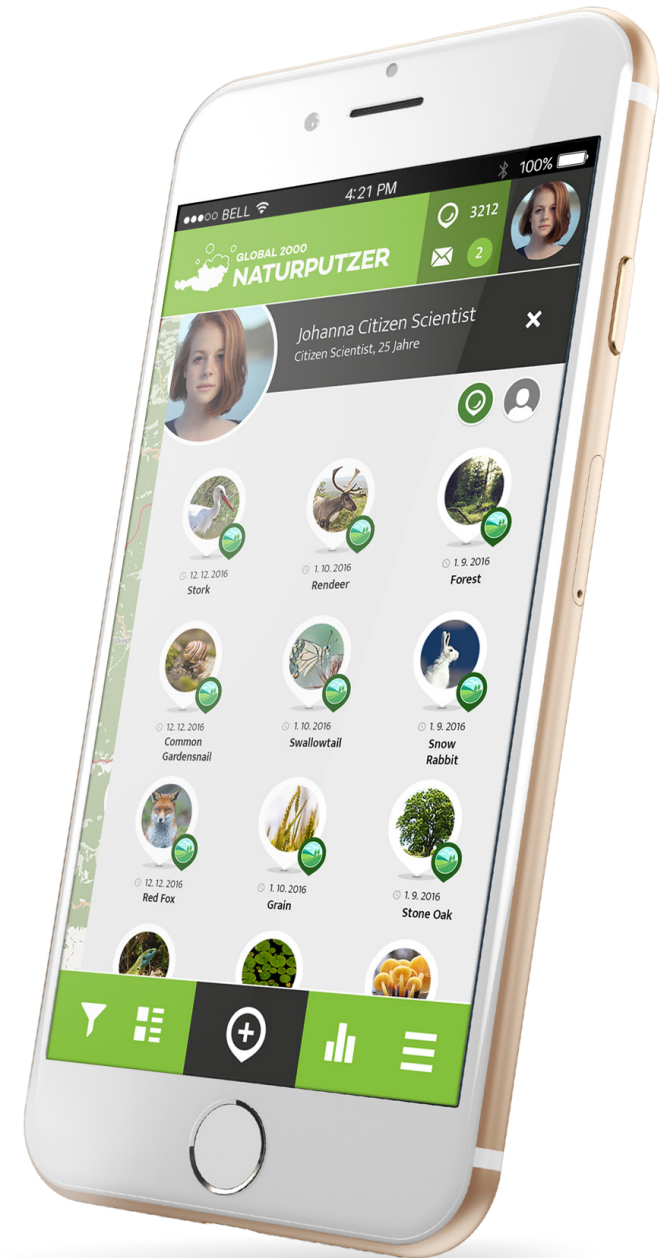 ●●●○○ BELL 4:21 PM 100%
GLOBAL 2000
NATURPUTZER
3212
2
Johanna Citizen Scientist
Citizen Scientist, 25 Jahre
12. 12. 2016
Stork
1. 10. 2016
Rendeer
1. 9. 2016
Forest
12. 12. 2016
Common
Gardensnail
1. 10. 2016
Swallowtail
1. 9. 2016
Snow
Rabbit
12. 12. 2016
Red Fox
1. 10. 2016
Grain
1. 9. 2016
Stone Oak